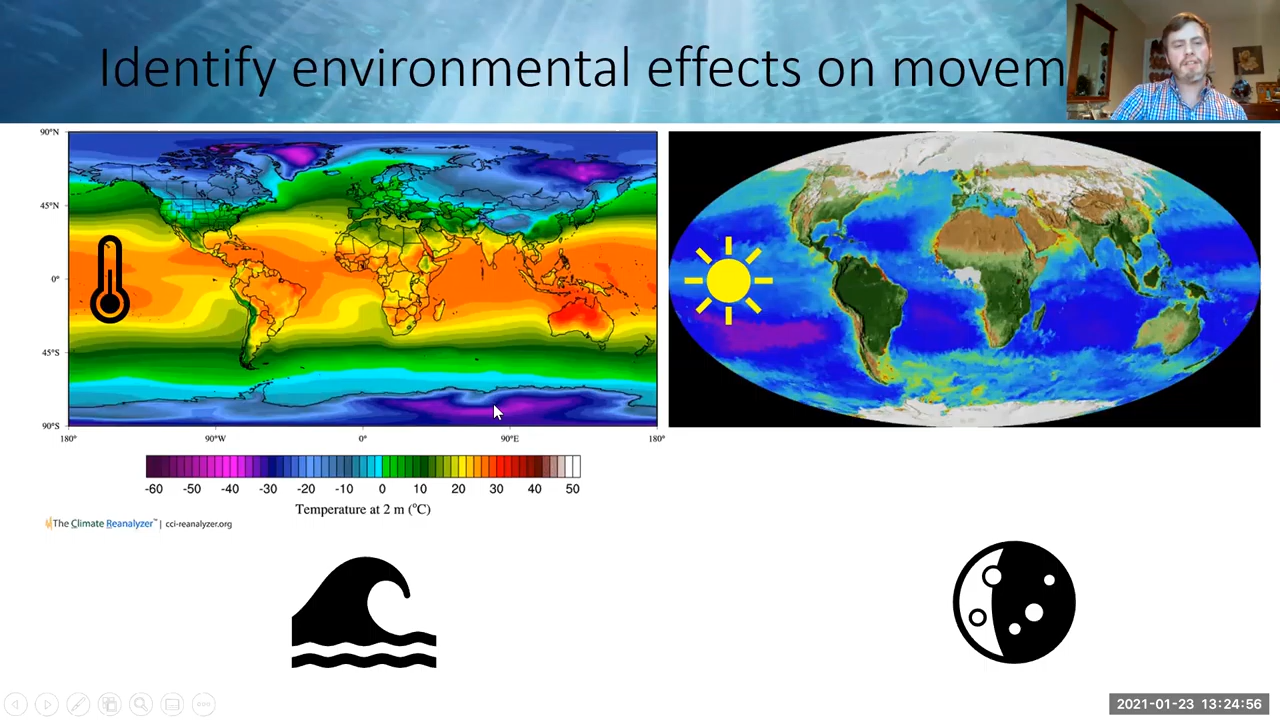 Identify environmental effects on movem
90°N
45°N
0°
45°S
90°S
180° 90°W 0° 90°E 180°
-60 -50 -40 -30 -20 -10 0 10 20 30 40 50
Temperature at 2 m (°C)
The Climate Reanalyzer™ | cci-reanalyzer.org
2021-01-23 13:24:56